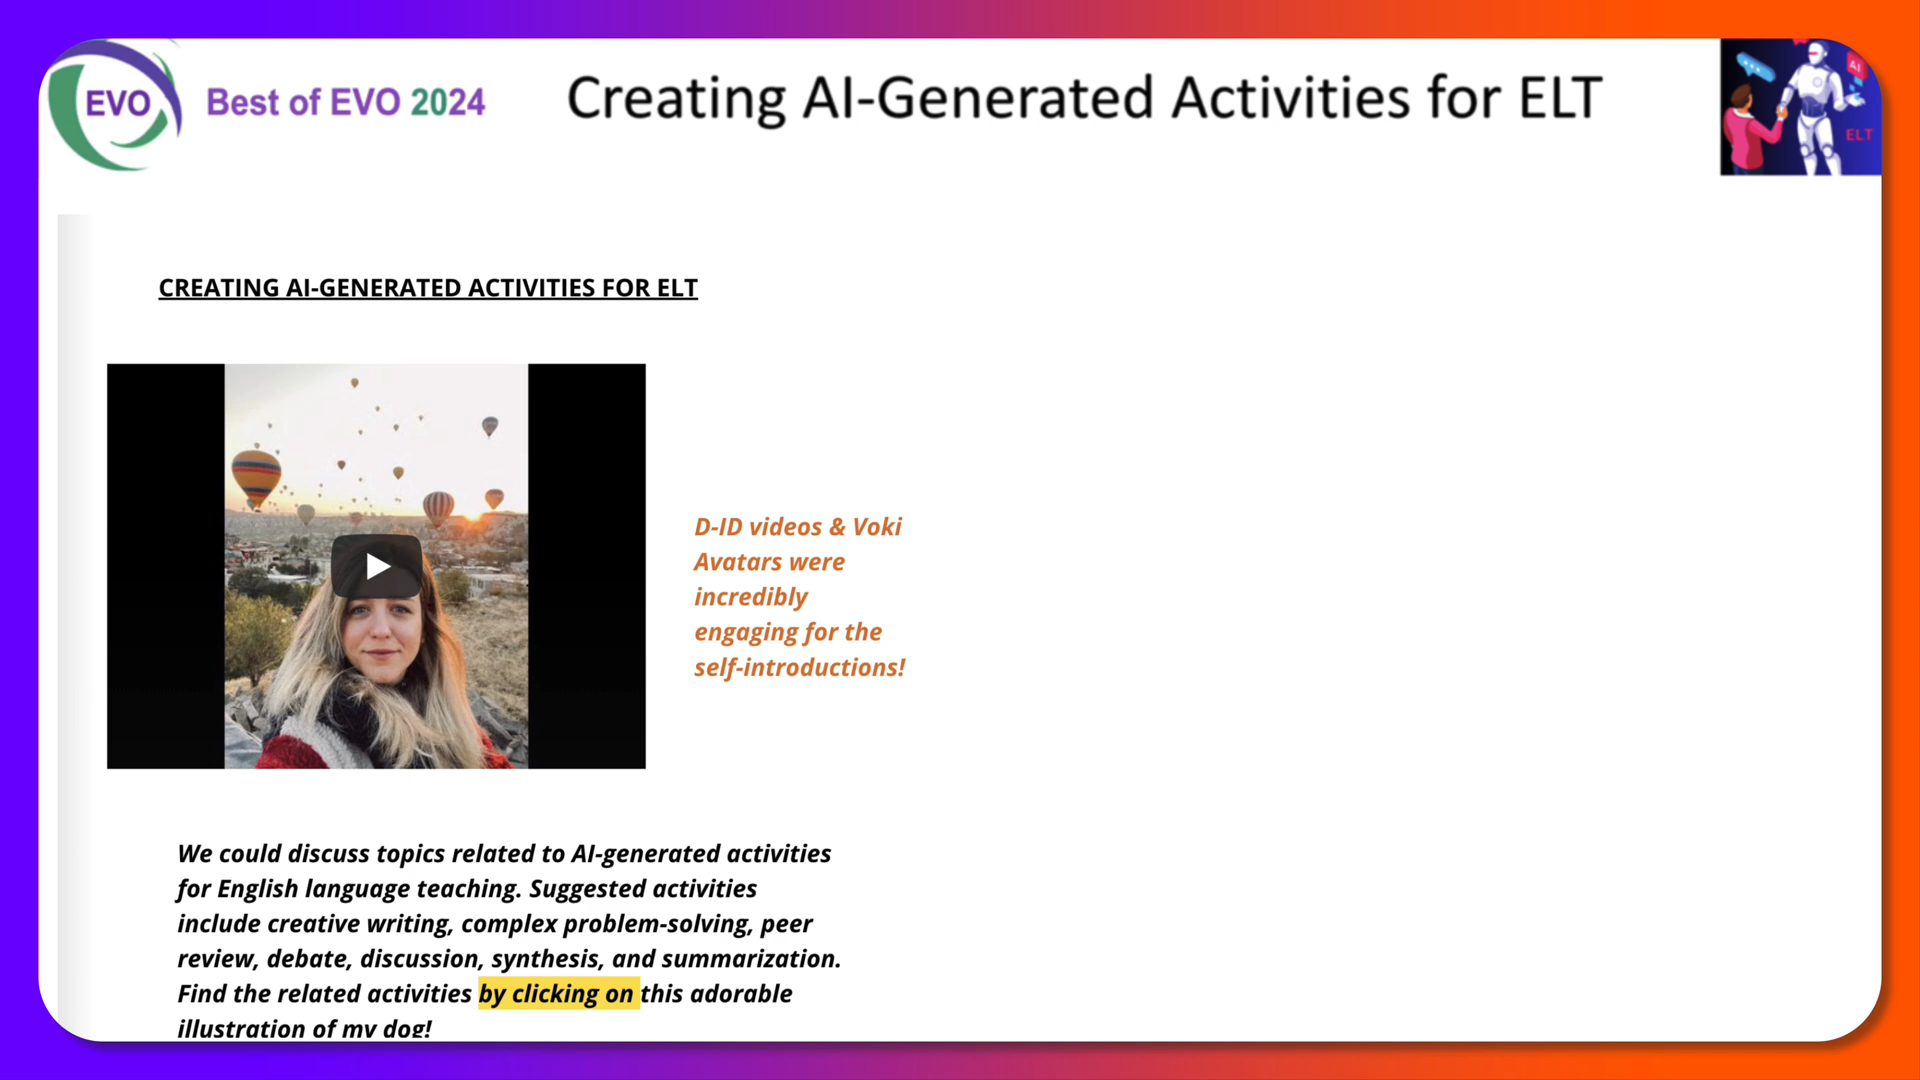 EVO
Best of EVO 2024
Creating AI-Generated Activities for ELT
AI
ELT
CREATING AI-GENERATED ACTIVITIES FOR ELT
D-ID videos & Voki
Avatars were
incredibly
engaging for the
self-introductions!
We could discuss topics related to AI-generated activities
for English language teaching. Suggested activities
include creative writing, complex problem-solving, peer
review, debate, discussion, synthesis, and summarization.
Find the related activities by clicking on this adorable
illustration of my dog!